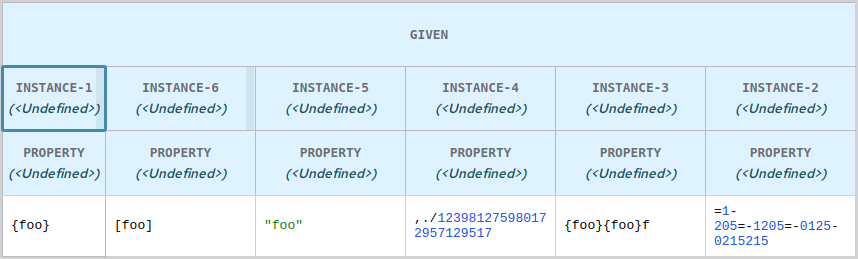 GIVEN
INSTANCE-1 INSTANCE-6 INSTANCE-5 INSTANCE-4 INSTANCE-3 INSTANCE-2
(<Undefined>) (<Undefined>) (<Undefined>) (<Undefined>) (<Undefined>) (<Undefined>)
PROPERTY PROPERTY PROPERTY PROPERTY PROPERTY PROPERTY
(<Undefined>) (<Undefined>) (<Undefined>) (<Undefined>) (<Undefined>) (<Undefined>)
{foo}
[foo]
"foo"
,./12398127598017
2957129517
{foo}{foo}f
=1-
205=-1205=-0125-
0215215